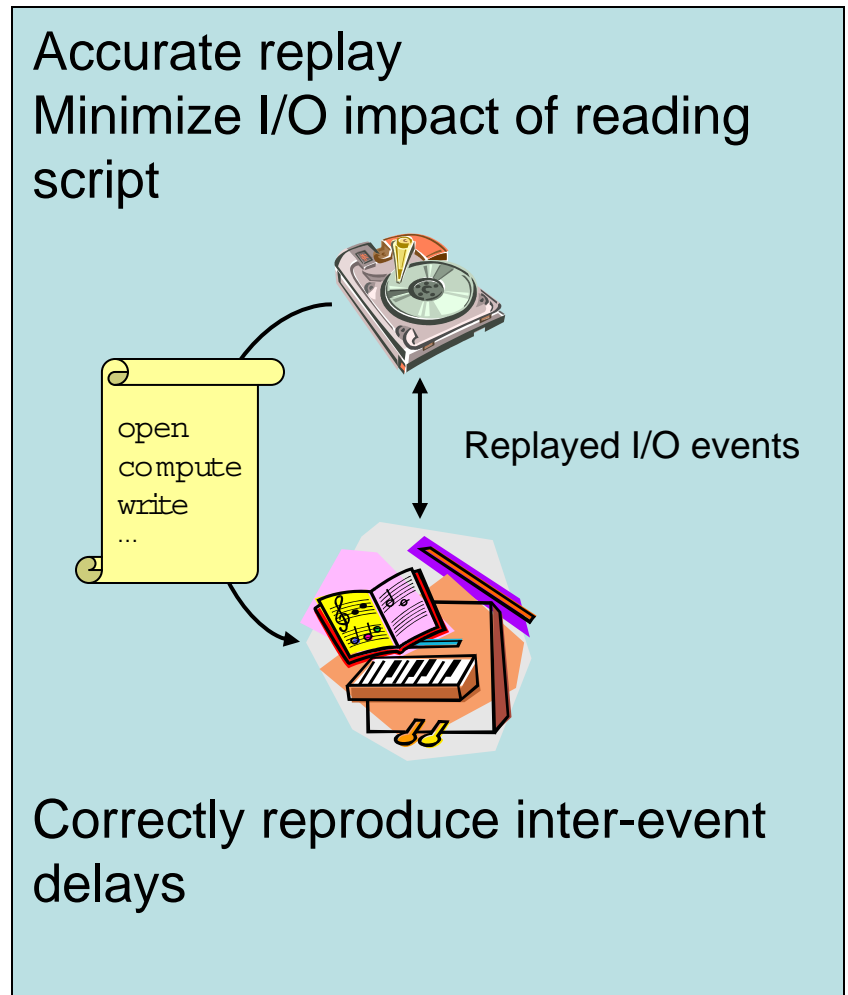 Accurate replay
Minimize I/O impact of reading
script
open
compute
write
...
Replayed I/O events
Correctly reproduce inter-event
delays